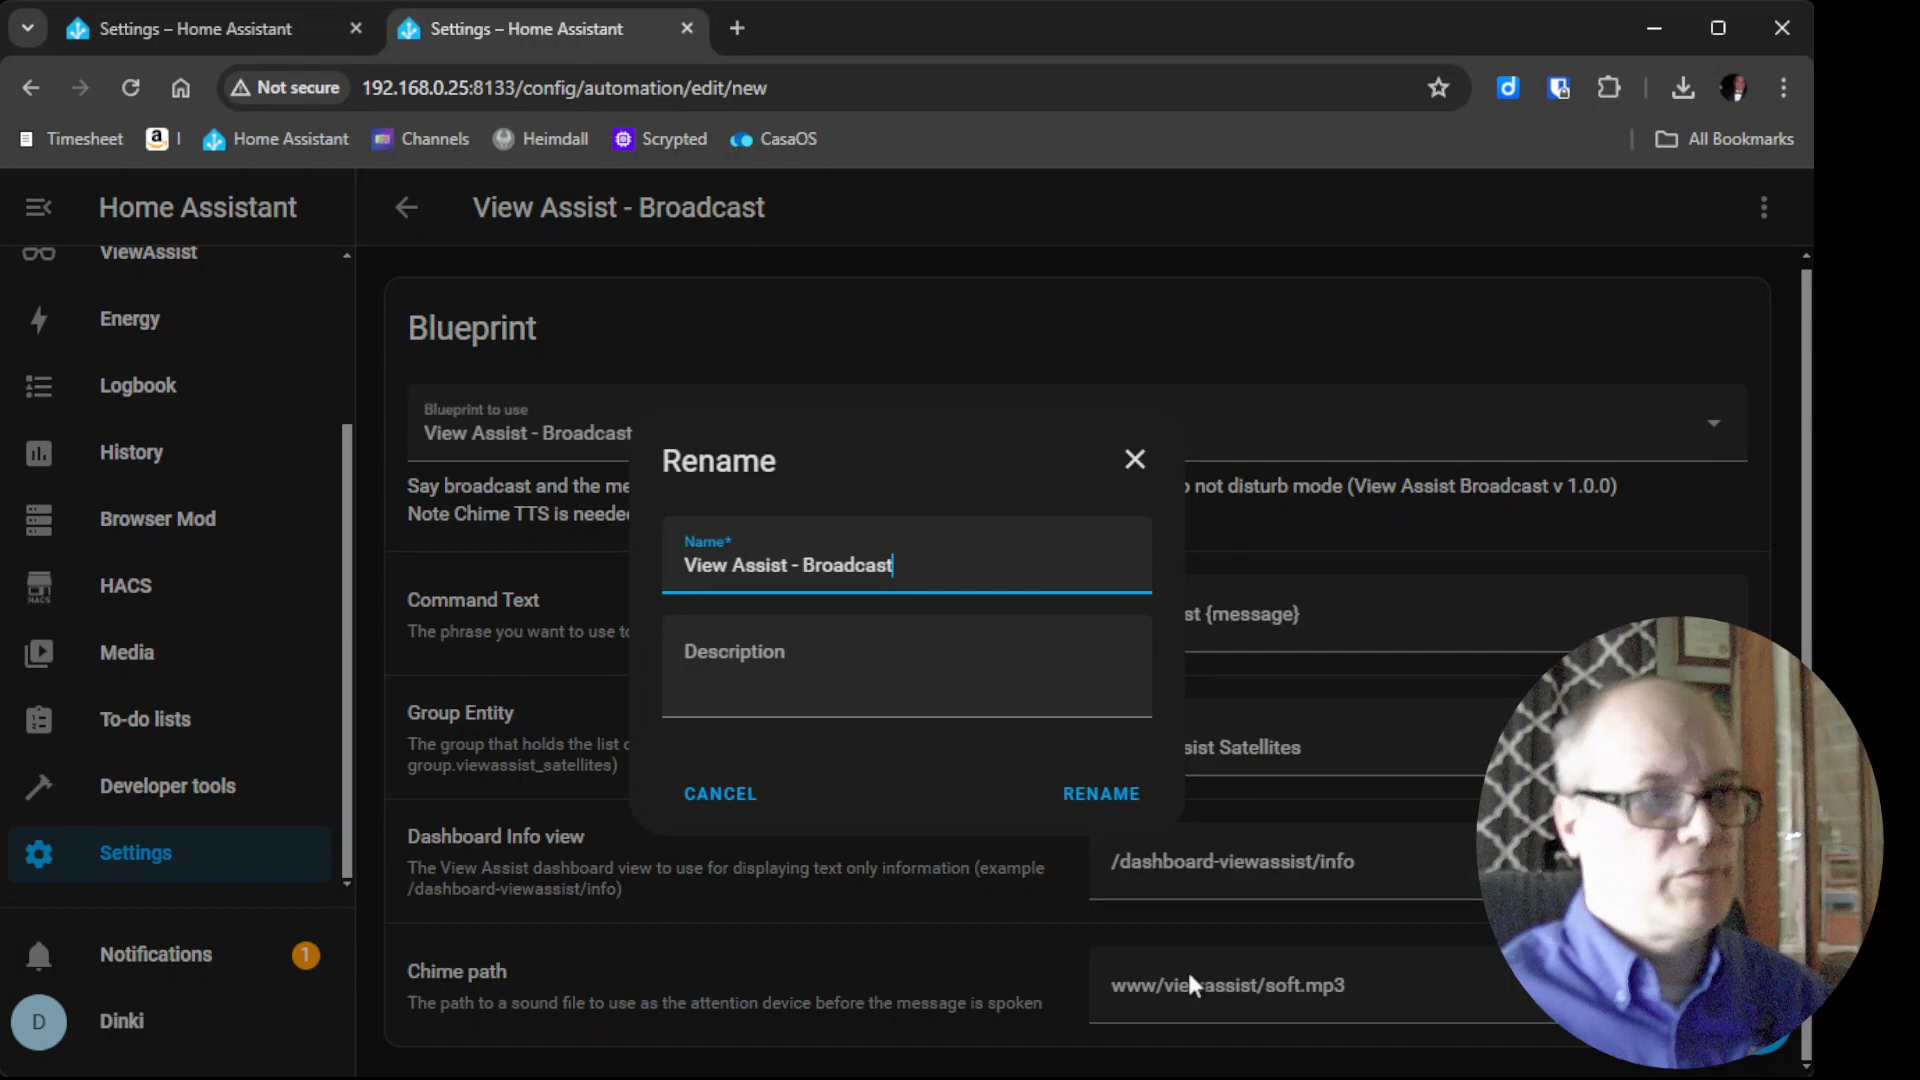 Settings – Home Assistant
Settings – Home Assistant
Not secure
192.168.0.25:8133/config/automation/edit/new
Timesheet
I
Home Assistant
Channels
Heimdall
Scrypted
CasaOS
All Bookmarks
Home Assistant
View Assist - Broadcast
ViewAssist
Energy
Logbook
History
Browser Mod
HACS
HACS
Media
To-do lists
Developer tools
Settings
Notifications
1
D
Dinki
Blueprint
Blueprint to use
View Assist - Broadcast
Say broadcast and the me
o not disturb mode (View Assist Broadcast v 1.0.0)
Note Chime TTS is neede
Command Text
The phrase you want to use to
st {message}
Group Entity
The group that holds the list
group.viewassist_satellites)
sist Satellites
Dashboard Info view
The View Assist dashboard view to use for displaying text only information (example
/dashboard-viewassist/info)
/dashboard-viewassist/info
Chime path
The path to a sound file to use as the attention device before the message is spoken
www/viewassist/soft.mp3
Rename
Name*
View Assist - Broadcast
Description
CANCEL
RENAME